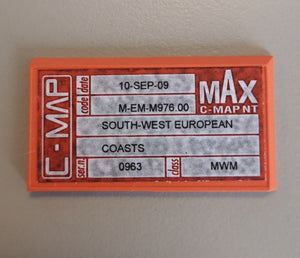 C-MAP
date 10-SEP-09
code M-EM-M976.00
MAX
C-MAP NT
SOUTH-WEST EUROPEAN
COASTS
ser.n 0963 class MWM